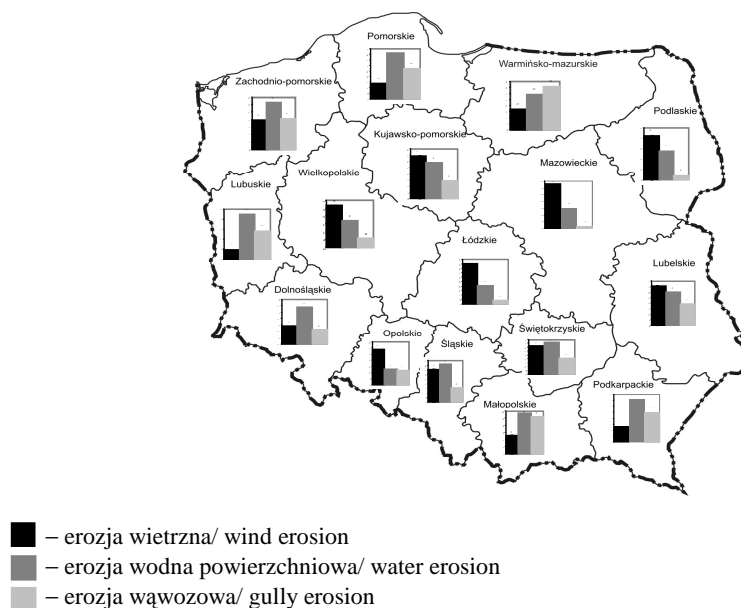 Pomorskie
Warmińsko-mazurskie
Zachodnio-pomorskie
Podlaskie
Kujawsko-pomorskie
Mazowieckie
Wielkopolskie
Lubuskie
Łódzkie
Lubelskie
Dolnośląskie
Opolskie
Śląskie
Świętokrzyskie
Podkarpackie
Małopolskie
– erozja wietrzna/ wind erosion
– erozja wodna powierzchniowa/ water erosion
– erozja wąwozowa/ gully erosion